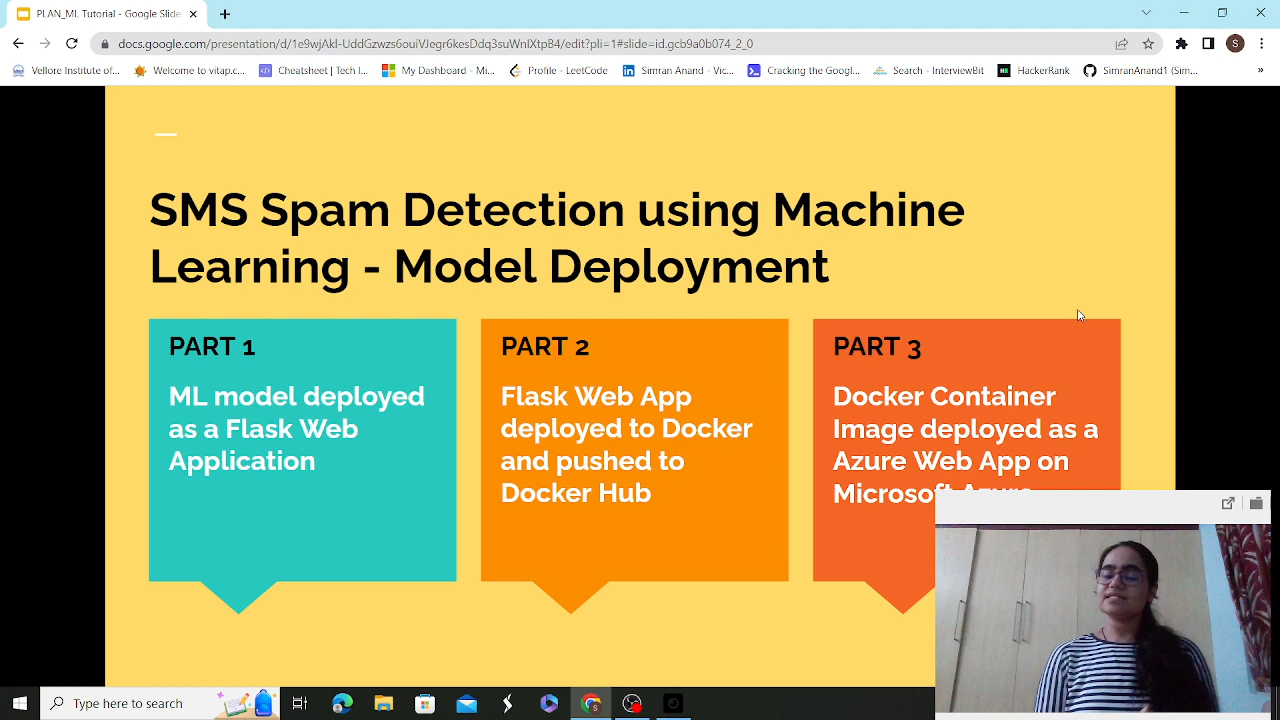 PLAN_ML Tutorial - Google Slide
docs.google.com/presentation/d/1e9wjAkl-UddGzwzs6ouiVJegr6kesDLq3suWnIXtpB4/edit?pli=1#slide=id.gcb9a0b074_2_0
S
Vellore Institute of...
Welcome to vitap.c...
Cheatsheet | Tech I...
My Dashboard - Mi...
Profile - LeetCode
Simran Anand - Vic...
Cracking the Googl...
Search - InterviewBit
HackerRank
SimranAnand1 (Sim...
»
SMS Spam Detection using Machine
Learning - Model Deployment
PART 1
ML model deployed
as a Flask Web
Application
PART 2
Flask Web App
deployed to Docker
and pushed to
Docker Hub
PART 3
Docker Container
Image deployed as a
Azure Web App on
Microsoft Azure
Type here to search